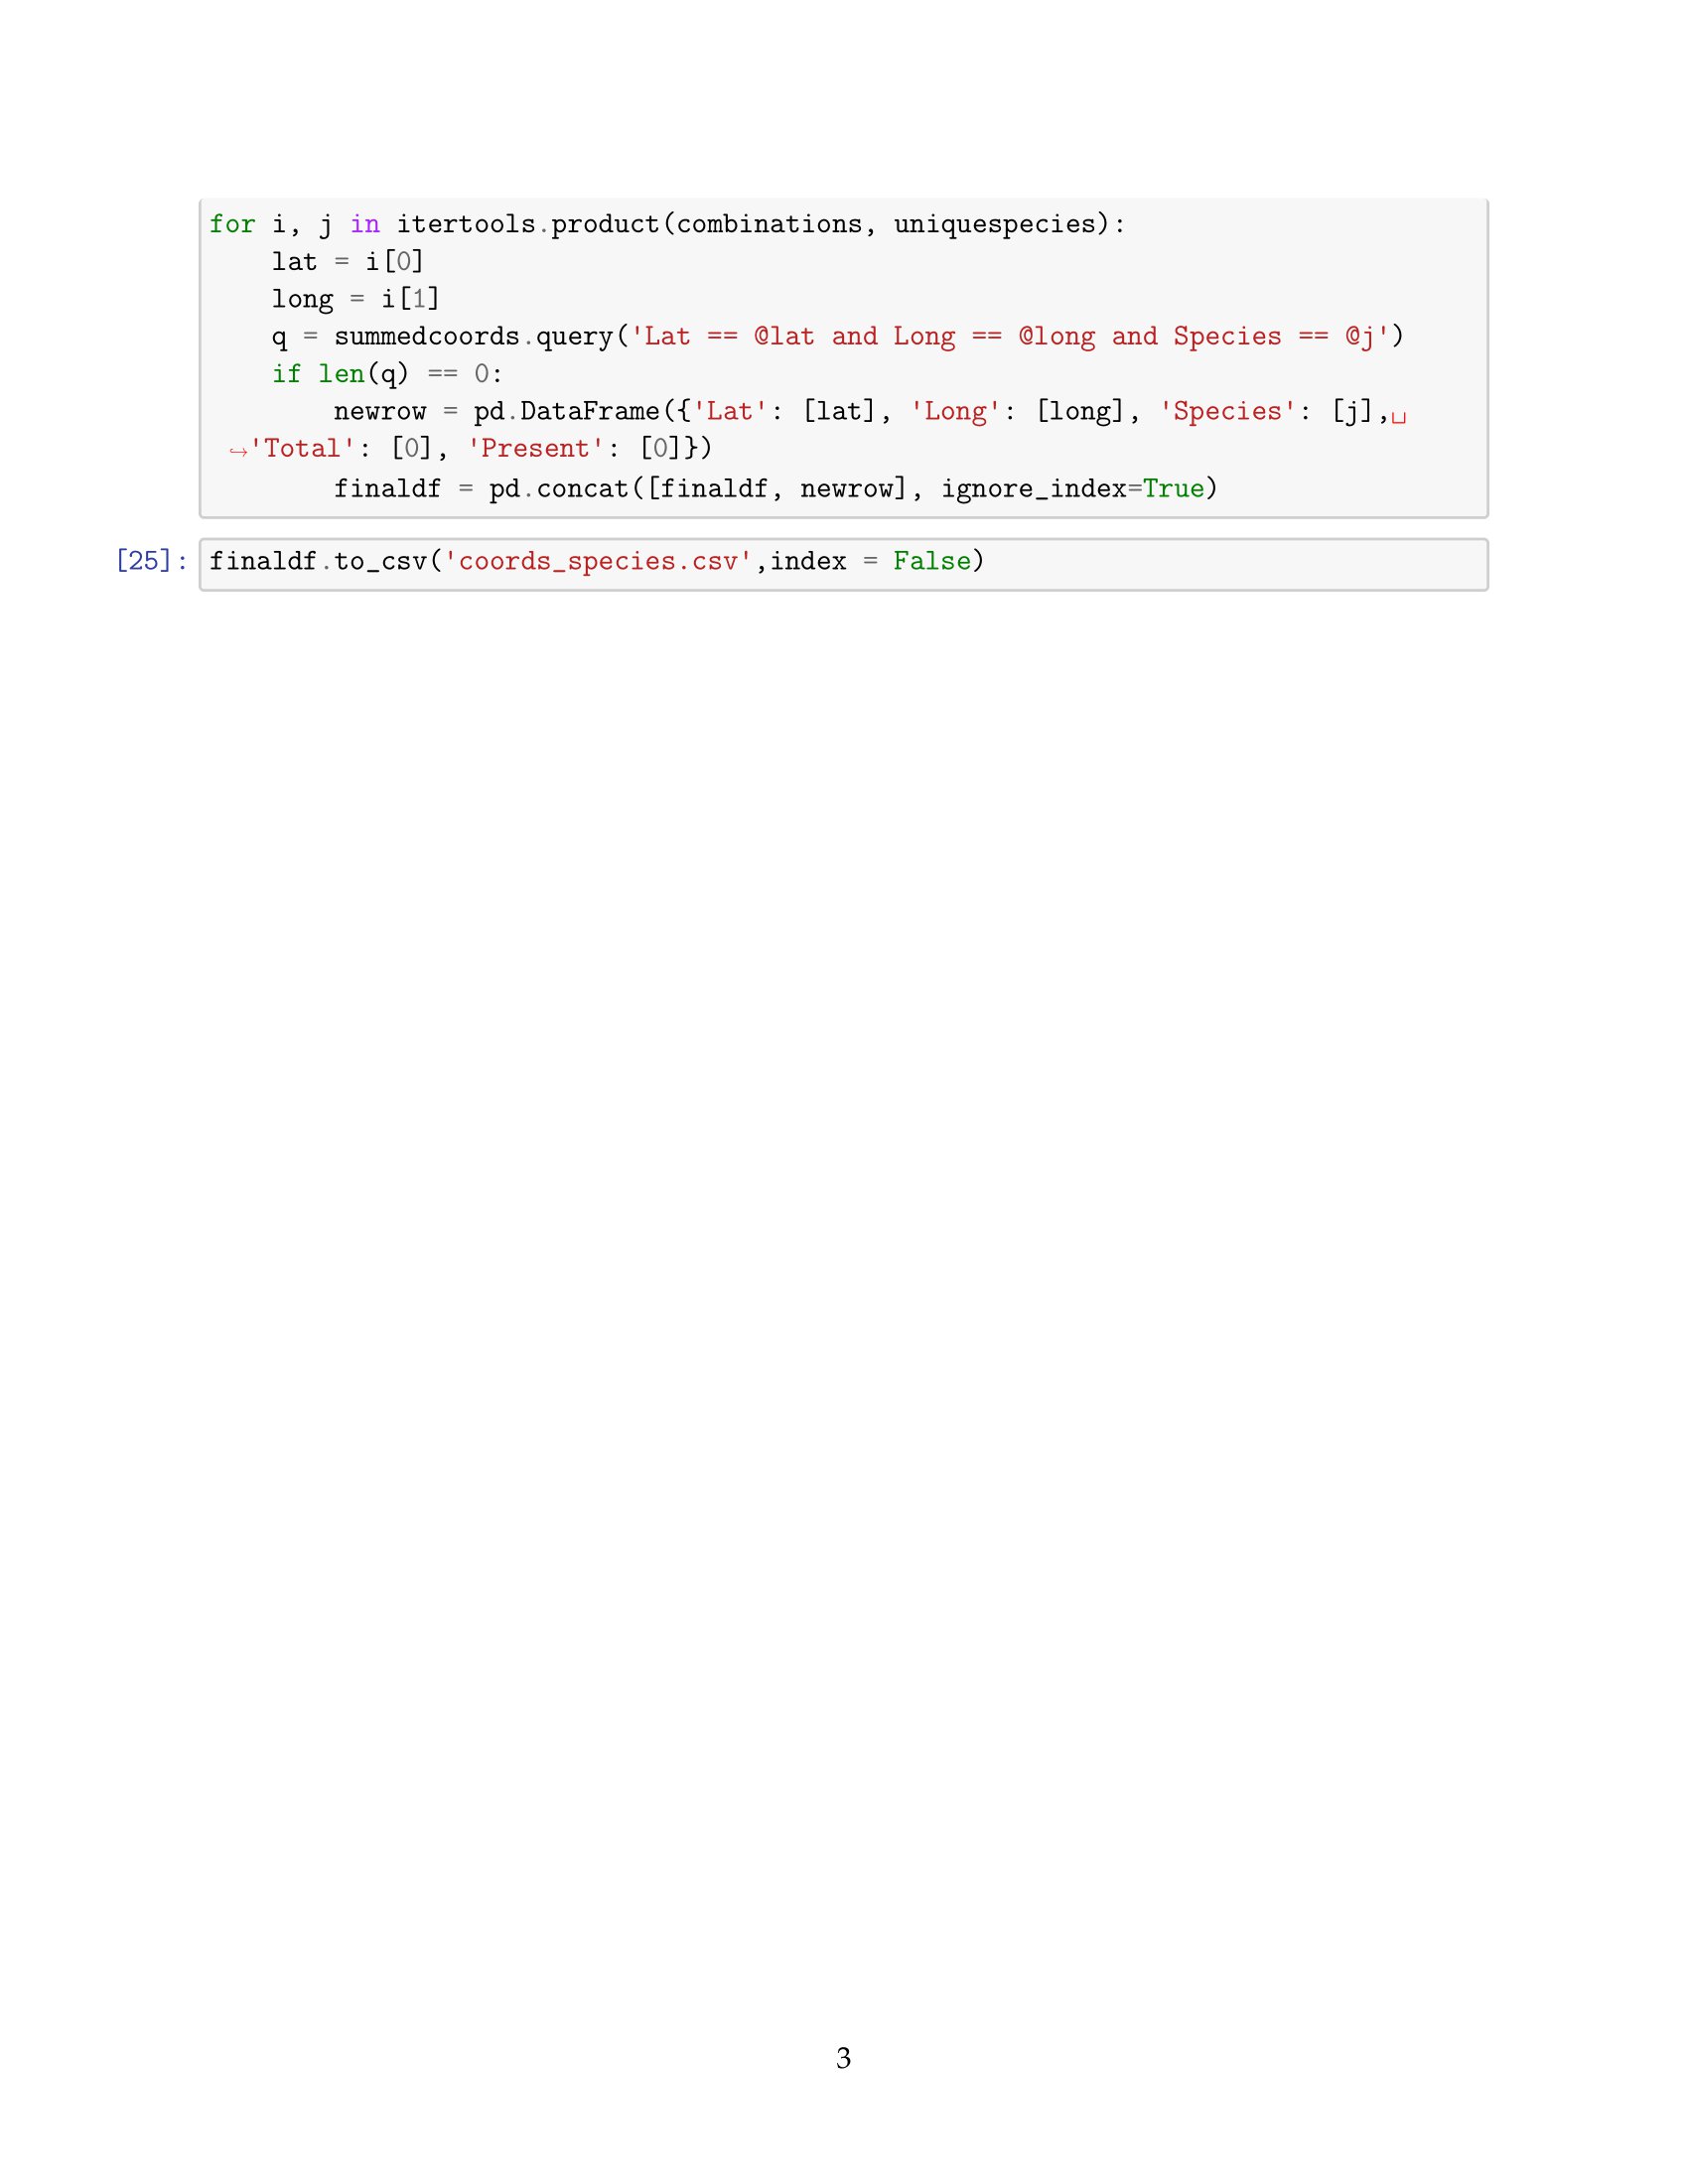 for i, j in itertools.product(combinations, uniquespecies):
    lat = i[0]
    long = i[1]
    q = summedcoords.query('Lat == @lat and Long == @long and Species == @j')
    if len(q) == 0:
        newrow = pd.DataFrame({'Lat': [lat], 'Long': [long], 'Species': [j],␣
↪'Total': [0], 'Present': [0]})
        finaldf = pd.concat([finaldf, newrow], ignore_index=True)
[25]: finaldf.to_csv('coords_species.csv',index = False)
3